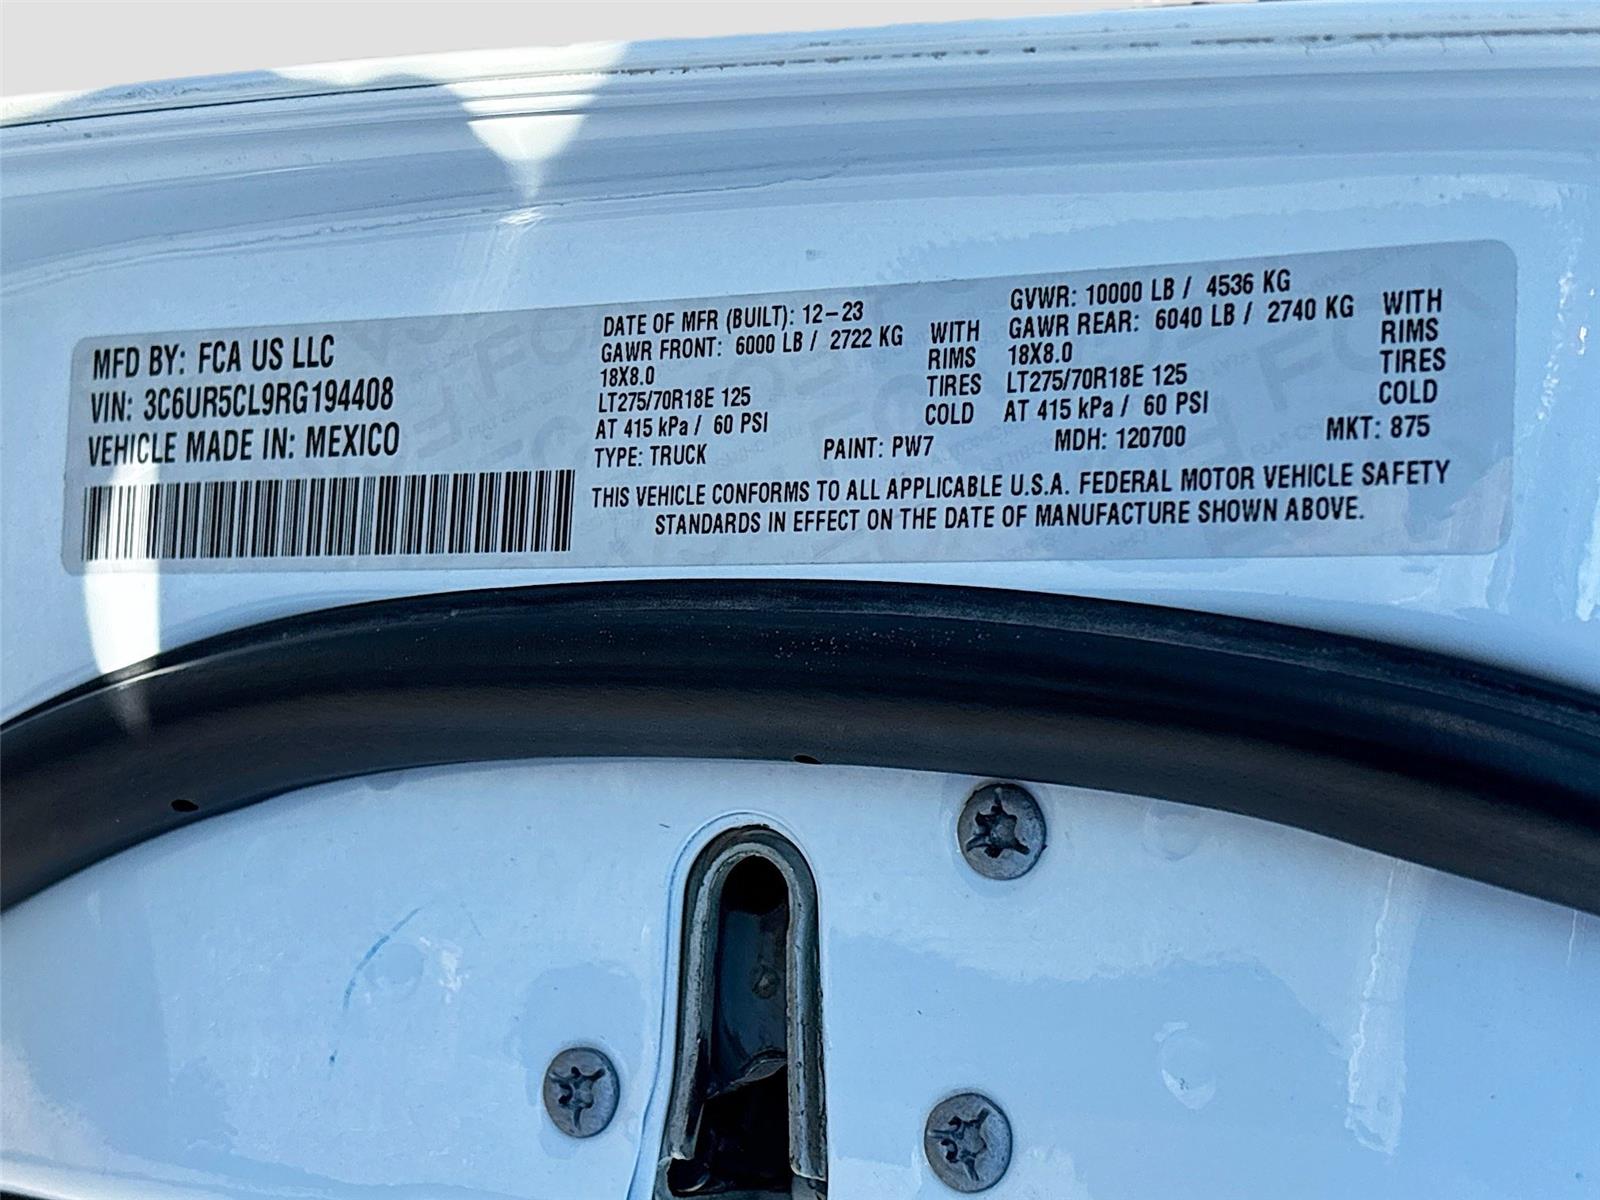 MFD BY: FCA US LLC
VIN: 3C6UR5CL9RG194408
VEHICLE MADE IN: MEXICO
DATE OF MFR (BUILT): 12-23
GAWR FRONT: 6000 LB / 2722 KG
18X8.0
LT275/70R18E 125
AT 415 kPa / 60 PSI
WITH
RIMS
TIRES
COLD
GVWR: 10000 LB / 4536 KG
GAWR REAR: 6040 LB / 2740 KG
18X8.0
LT275/70R18E 125
AT 415 kPa / 60 PSI
WITH
RIMS
TIRES
COLD
TYPE: TRUCK PAINT: PW7 MDH: 120700 MKT: 875
THIS VEHICLE CONFORMS TO ALL APPLICABLE U.S.A. FEDERAL MOTOR VEHICLE SAFETY
STANDARDS IN EFFECT ON THE DATE OF MANUFACTURE SHOWN ABOVE.